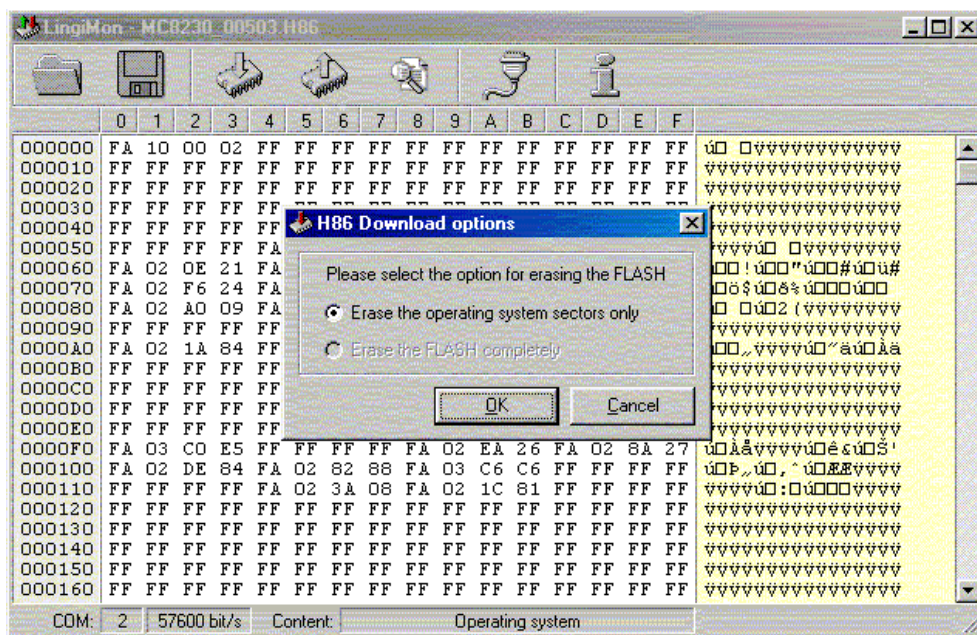 LingiMon - MC8230_00503.H86
0 1 2 3 4 5 6 7 8 9 A B C D E F
000000 FA 10 00 02 FF FF FF FF FF FF FF FF FF FF FF FF
000010 FF FF FF FF FF FF FF FF FF FF FF FF FF FF FF FF
000020 FF FF FF FF FF FF FF FF FF FF FF FF FF FF FF FF
000030 FF FF FF FF FF
000040 FF FF FF FF FF
000050 FF FF FF FF FA
000060 FA 02 0E 21 FA
000070 FA 02 F6 24 FA
000080 FA 02 A0 09 FA
000090 FF FF FF FF FF
0000A0 FA 02 1A 84 FF
0000B0 FF FF FF FF FF
0000C0 FF FF FF FF FF
0000D0 FF FF FF FF FF
0000E0 FF FF FF FF FF
0000F0 FA 03 C0 E5 FF FF FF FF FA 02 EA 26 FA 02 8A 27
000100 FA 02 DE 84 FA 02 82 88 FA 03 C6 C6 FF FF FF FF
000110 FF FF FF FF FA 02 3A 08 FA 02 1C 81 FF FF FF FF
000120 FF FF FF FF FF FF FF FF FF FF FF FF FF FF FF FF
000130 FF FF FF FF FF FF FF FF FF FF FF FF FF FF FF FF
000140 FF FF FF FF FF FF FF FF FF FF FF FF FF FF FF FF
000150 FF FF FF FF FF FF FF FF FF FF FF FF FF FF FF FF
000160 FF FF FF FF FF FF FF FF FF FF FF FF FF FF FF FF
H86 Download options
Please select the option for erasing the FLASH
Erase the operating system sectors only
Erase the FLASH completely
OK Cancel
COM: 2 57600 bit/s Content: Operating system